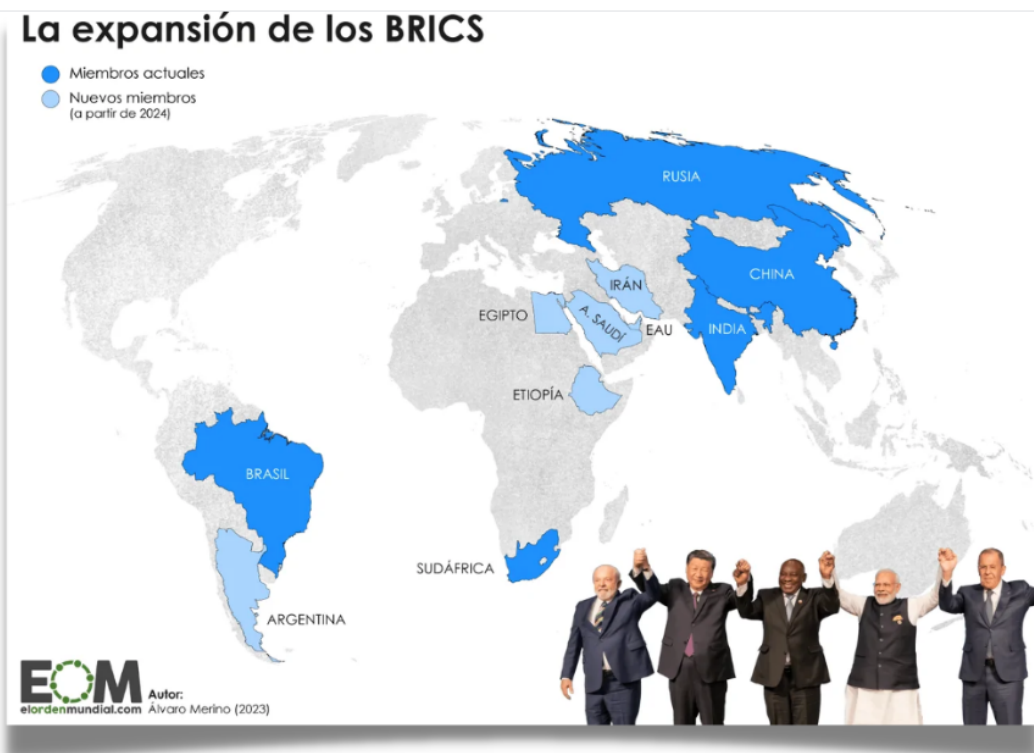 La expansión de los BRICS
Miembros actuales
Nuevos miembros
(a partir de 2024)
RUSIA
CHINA
IRÁN
EGIPTO
A. SAUDÍ
EAU
INDIA
ETIOPÍA
BRASIL
SUDÁFRICA
ARGENTINA
EOM
elordenmundial.com
Autor:
Álvaro Merino (2023)